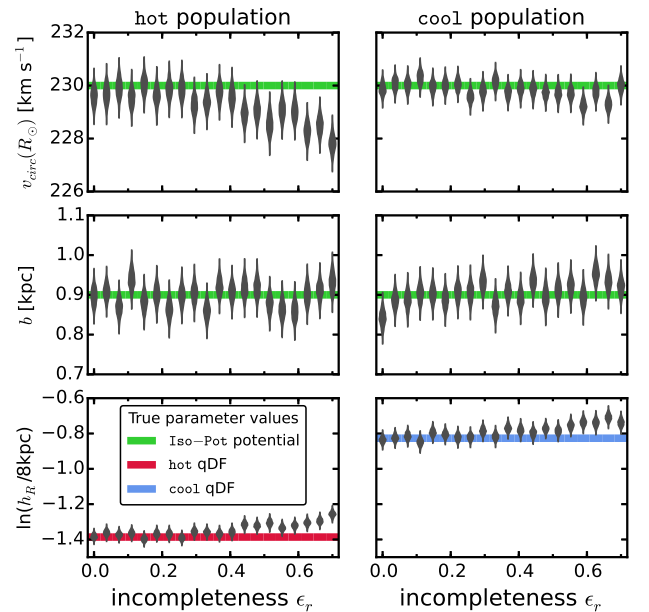 hot population
cool population
v_circ(R_⊙) [km s⁻¹]
232
230
228
226
b [kpc]
1.1
1.0
0.9
0.8
0.7
ln(h_R/8kpc)
−0.6
−0.8
−1.0
−1.2
−1.4
True parameter values
Iso−Pot potential
hot qDF
cool qDF
0.0 0.2 0.4 0.6
0.0 0.2 0.4 0.6
incompleteness ϵ_r
incompleteness ϵ_r